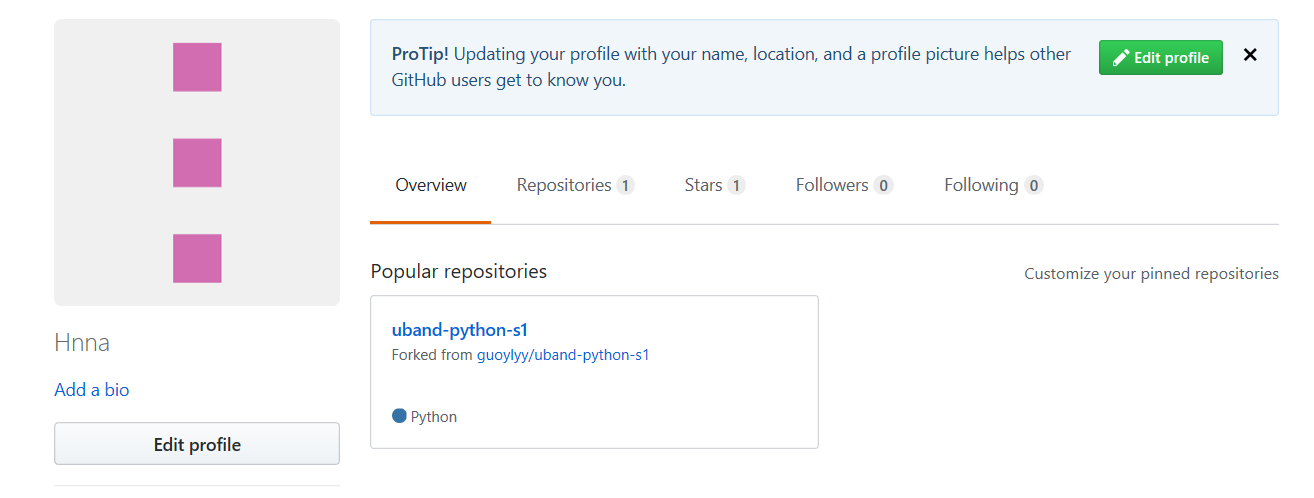 ProTip! Updating your profile with your name, location, and a profile picture helps other
GitHub users get to know you.
Edit profile
Overview
Repositories 1
Stars 1
Followers 0
Following 0
Popular repositories
Customize your pinned repositories
uband-python-s1
Forked from guoylyy/uband-python-s1
Python
Hnna
Add a bio
Edit profile